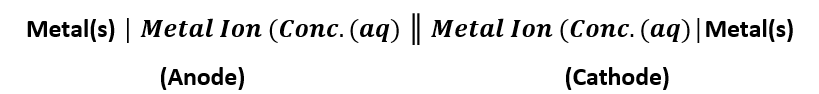 Metal(s) | Metal Ion (Conc. (aq) || Metal Ion (Conc. (aq)|Metal(s)
(Anode) (Cathode)